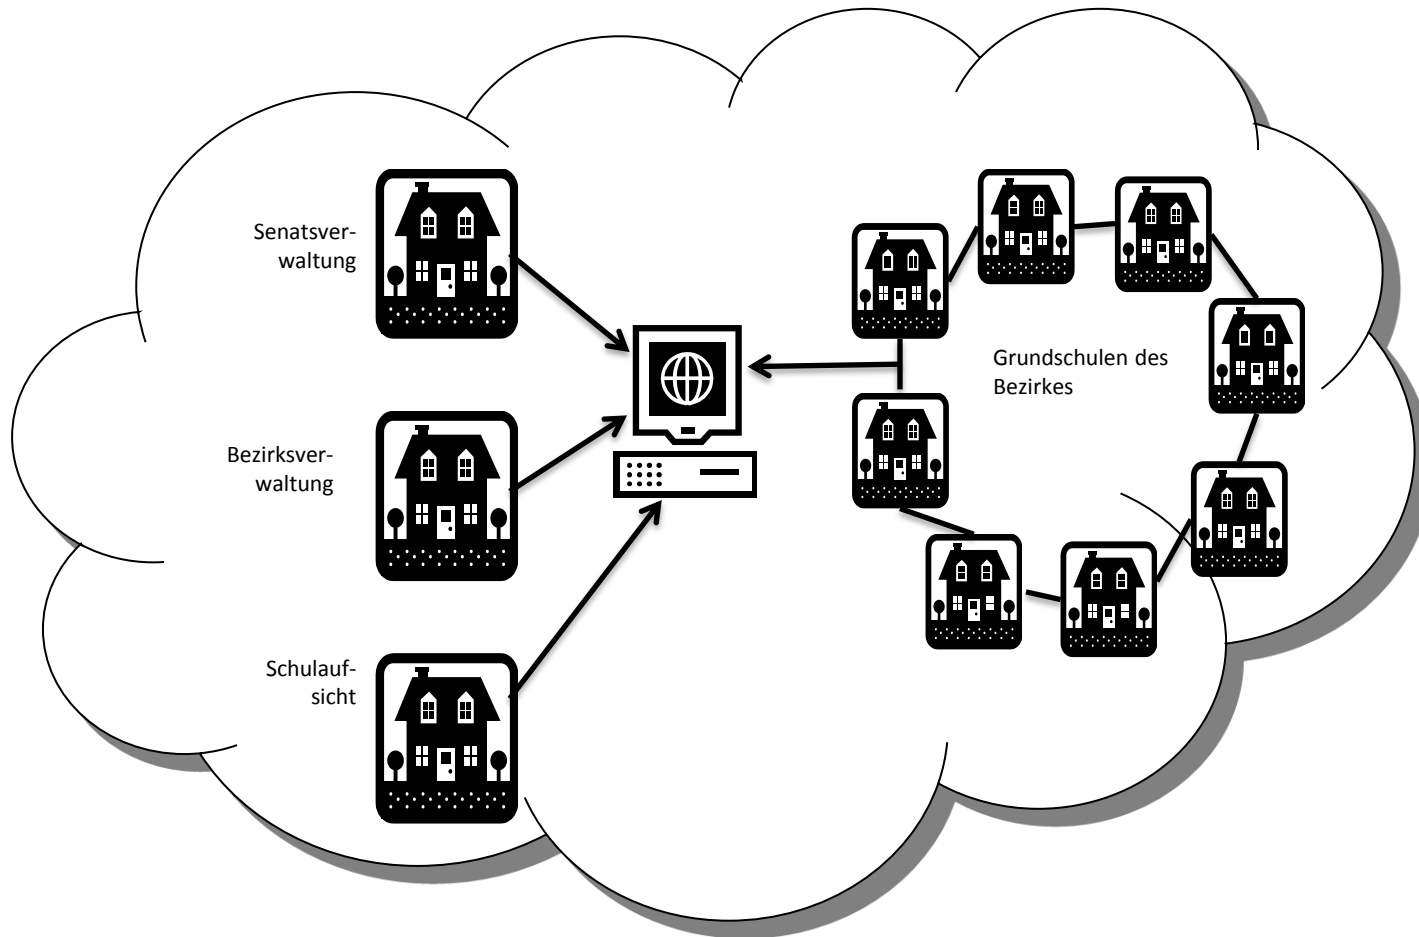 Senatsver-
waltung
Bezirksver-
waltung
Schulauf-
sicht
Grundschulen des
Bezirkes